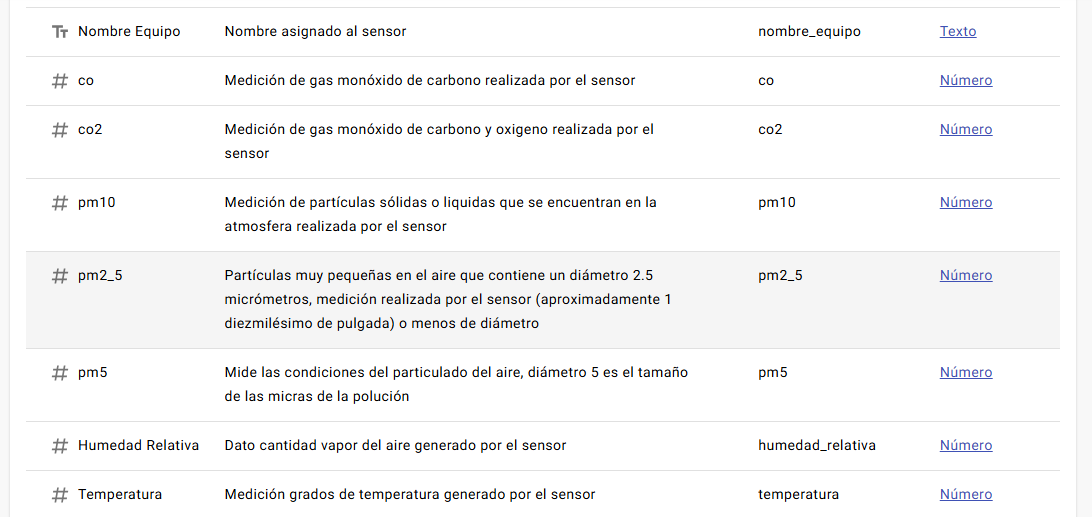 Nombre Equipo Nombre asignado al sensor nombre_equipo Texto
co Medición de gas monóxido de carbono realizada por el sensor co Número
co2 Medición de gas monóxido de carbono y oxigeno realizada por el co2 Número
sensor
pm10 Medición de partículas sólidas o liquidas que se encuentran en la pm10 Número
atmosfera realizada por el sensor
pm2_5 Partículas muy pequeñas en el aire que contiene un diámetro 2.5 pm2_5 Número
micrómetros, medición realizada por el sensor (aproximadamente 1
diezmilésimo de pulgada) o menos de diámetro
pm5 Mide las condiciones del particulado del aire, diámetro 5 es el tamaño pm5 Número
de las micras de la polución
Humedad Relativa Dato cantidad vapor del aire generado por el sensor humedad_relativa Número
Temperatura Medición grados de temperatura generado por el sensor temperatura Número